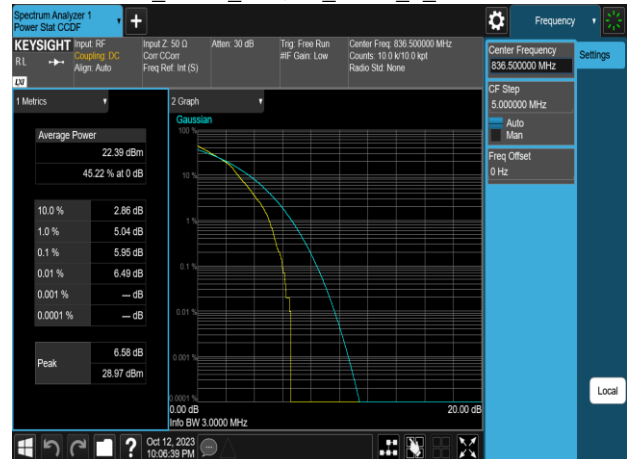 Spectrum Analyzer 1
Power Stat CCDF
Frequency
KEYSIGHT
R L
LXI
Input: RF
Coupling: DC
Align: Auto
Input Z: 50 Ω
Corr CCorr
Freq Ref: Int (S)
Atten: 30 dB
Trig: Free Run
#IF Gain: Low
Center Freq: 836.500000 MHz
Counts: 10.0 k/10.0 kpt
Radio Std: None
Center Frequency
836.500000 MHz
Settings
CF Step
5.000000 MHz
Auto
Man
Freq Offset
0 Hz
1 Metrics
Average Power
22.39 dBm
45.22 % at 0 dB
10.0 % 2.86 dB
1.0 % 5.04 dB
0.1 % 5.95 dB
0.01 % 6.49 dB
0.001 % --- dB
0.0001 % --- dB
Peak
6.58 dB
28.97 dBm
2 Graph
Gaussian
100 %
10 %
1 %
0.1 %
0.01 %
0.001 %
0.0001 %
0.00 dB 20.00 dB
Info BW 3.0000 MHz
Local
?
Oct 12, 2023
10:06:39 PM